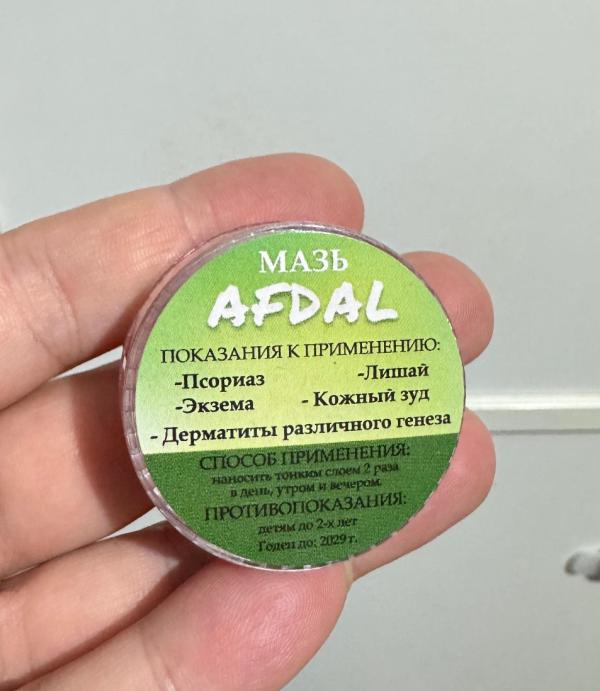 МАЗЬ
AFDAL
ПОКАЗАНИЯ К ПРИМЕНЕНИЮ:
-Псориаз -Лишай
-Экзема - Кожный зуд
- Дерматиты различного генеза
СПОСОБ ПРИМЕНЕНИЯ:
наносить тонким слоем 2 раза
в день, утром и вечером.
ПРОТИВОПОКАЗАНИЯ:
детям до 2-х лет
Годен до: 2029 г.